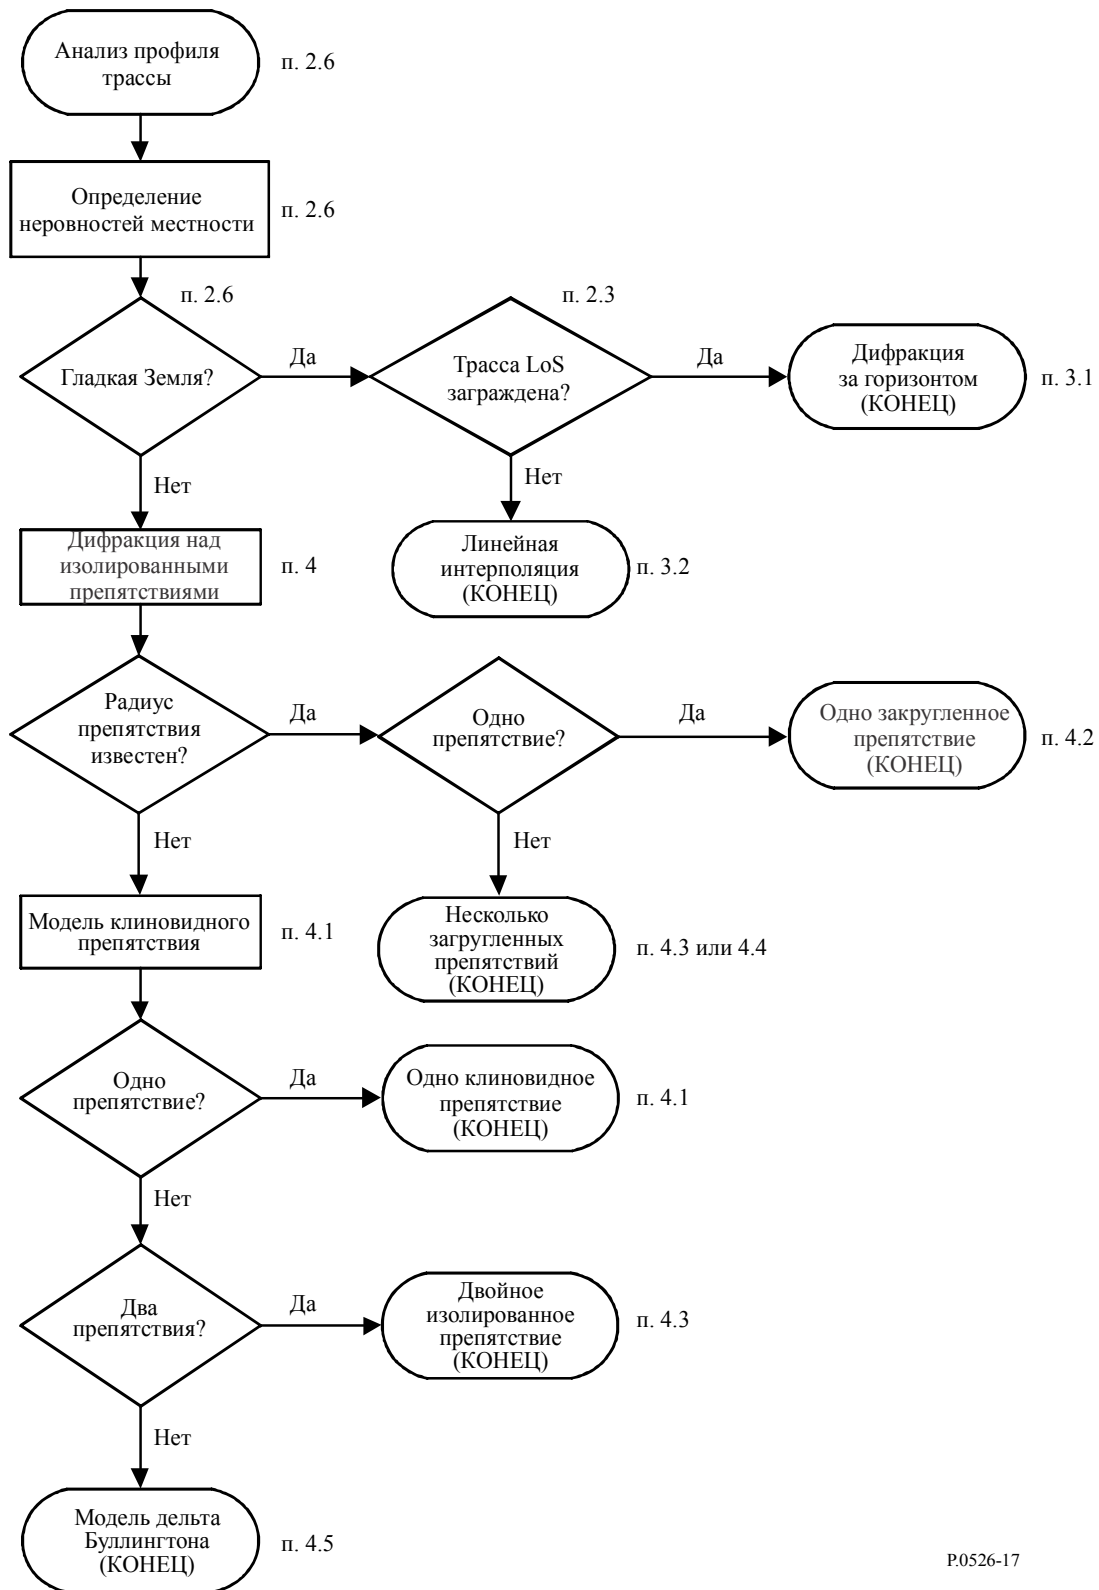 Анализ профиля
трассы
п. 2.6
Определение
неровностей местности
п. 2.6
п. 2.6
Гладкая Земля?
Да
п. 2.3
Трасса LoS
заграждена?
Да
Дифракция
за горизонтом
(КОНЕЦ)
п. 3.1
Нет
Нет
Дифракция над
изолированными
препятствиями
п. 4
Линейная
интерполяция
(КОНЕЦ)
п. 3.2
Радиус
препятствия
известен?
Да
Одно
препятствие?
Да
Одно закругленное
препятствие
(КОНЕЦ)
п. 4.2
Нет
Нет
Модель клиновидного
препятствия
п. 4.1
Несколько
загругленных
препятствий
(КОНЕЦ)
п. 4.3 или 4.4
Одно
препятствие?
Да
Одно клиновидное
препятствие
(КОНЕЦ)
п. 4.1
Нет
Два
препятствия?
Да
Двойное
изолированное
препятствие
(КОНЕЦ)
п. 4.3
Нет
Модель дельта
Буллингтона
(КОНЕЦ)
п. 4.5
P.0526-17